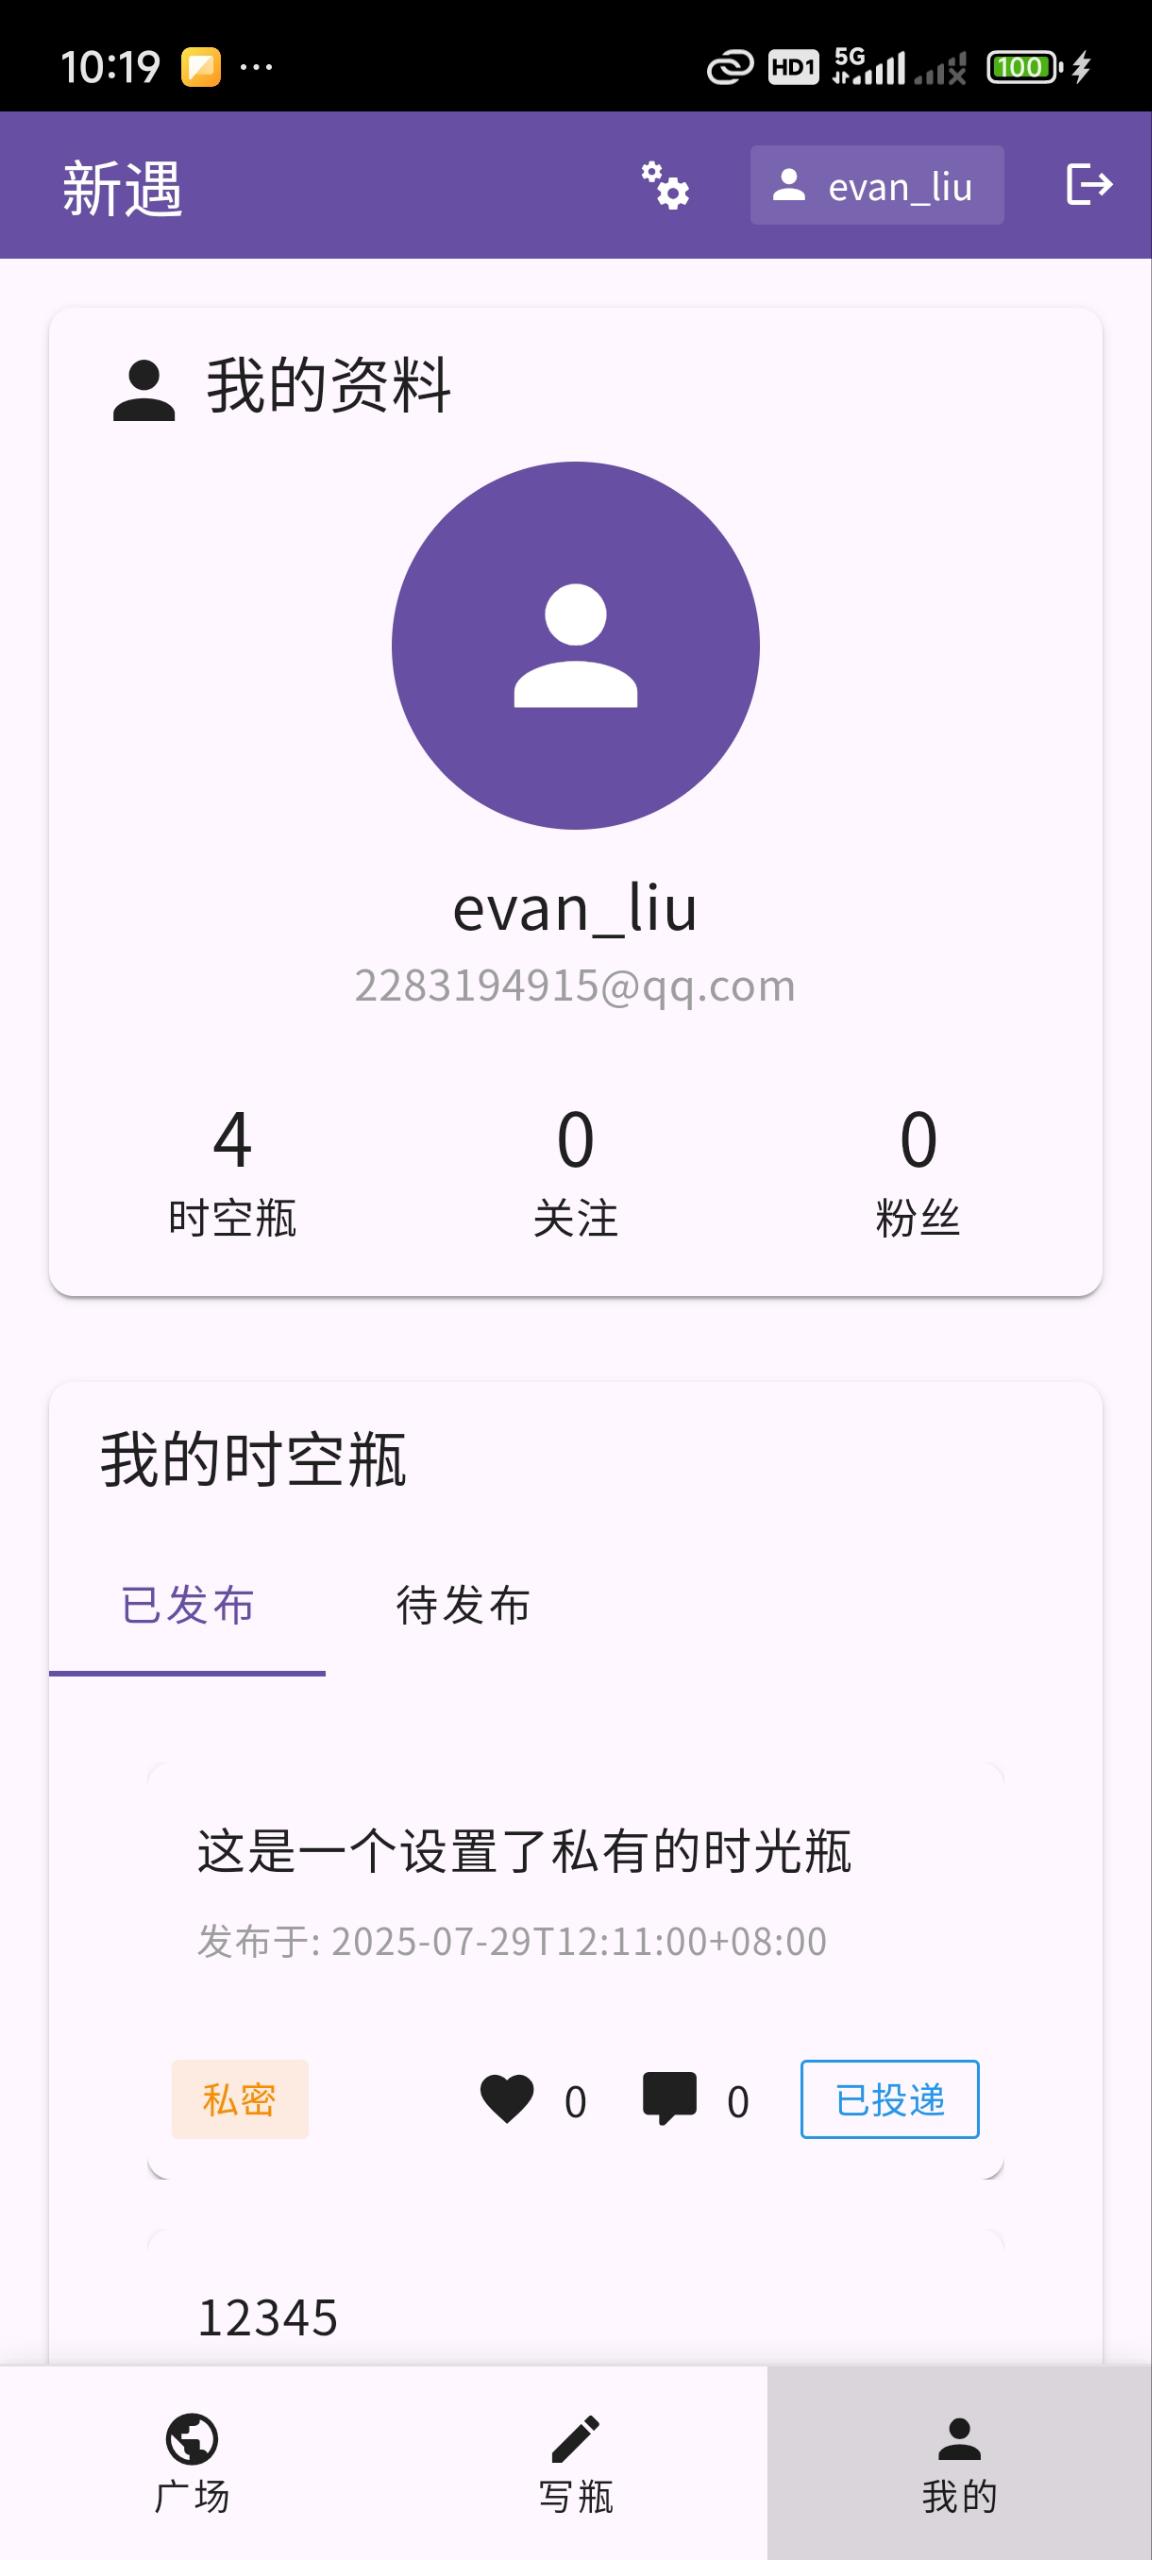 10:19
HD1 5G 100
新遇
evan_liu
我的资料
evan_liu
2283194915@qq.com
4 0 0
时空瓶 关注 粉丝
我的时空瓶
已发布 待发布
这是一个设置了私有的时光瓶
发布于: 2025-07-29T12:11:00+08:00
私密 0 0 已投递
12345
广场 写瓶 我的